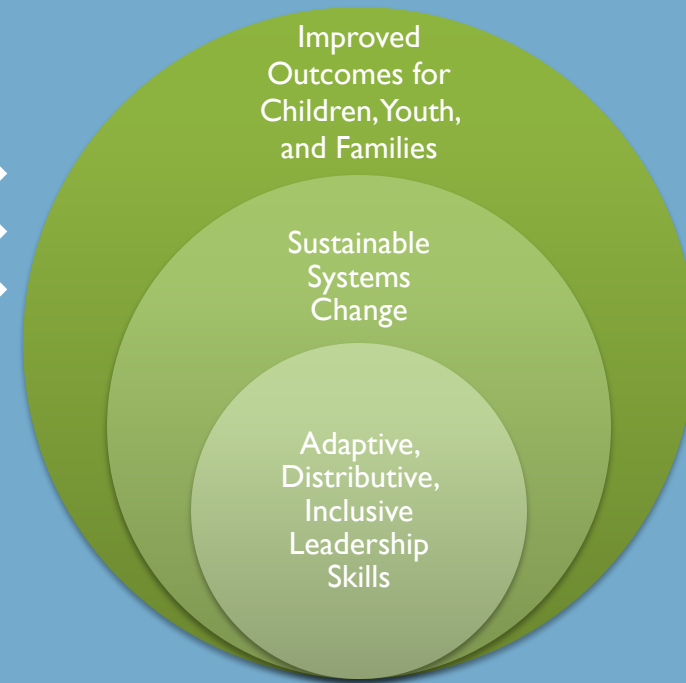 Improved
Outcomes for
Children, Youth,
and Families
Sustainable
Systems
Change
Adaptive,
Distributive,
Inclusive
Leadership
Skills